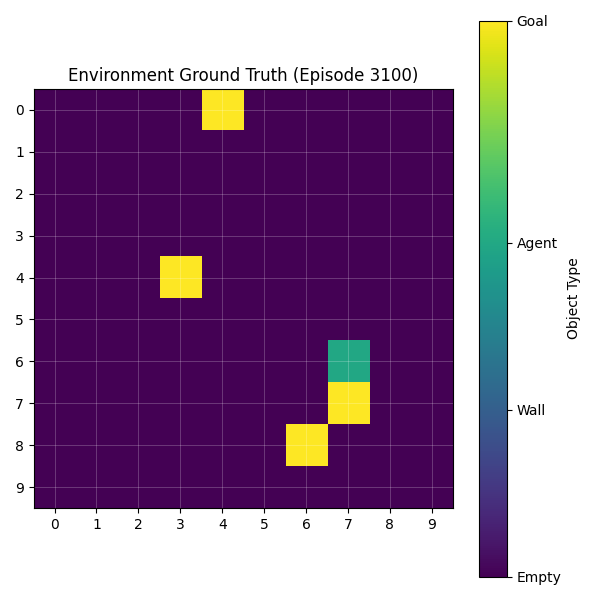 Environment Ground Truth (Episode 3100)
0
1
2
3
4
5
6
7
8
9
0 1 2 3 4 5 6 7 8 9
Goal
Agent
Wall
Empty
Object Type